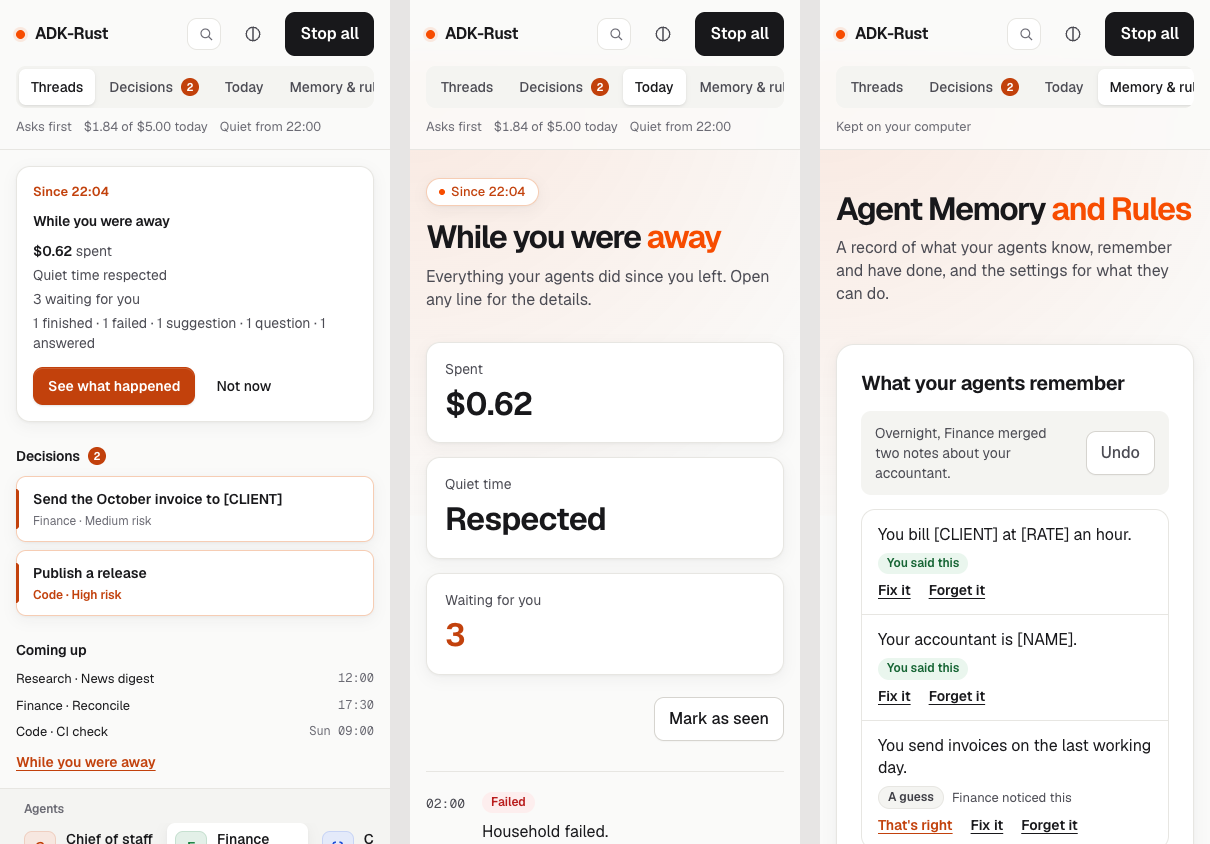 ADK-Rust
Stop all
Threads
Decisions 2
Today
Memory & rul
Asks first $1.84 of $5.00 today Quiet from 22:00
Since 22:04
While you were away
$0.62 spent
Quiet time respected
3 waiting for you
1 finished · 1 failed · 1 suggestion · 1 question · 1
answered
See what happened
Not now
Decisions 2
Send the October invoice to [CLIENT]
Finance · Medium risk
Publish a release
Code · High risk
Coming up
Research · News digest 12:00
Finance · Reconcile 17:30
Code · CI check Sun 09:00
While you were away
Agents
Chief of staff
Finance
C
ADK-Rust
Stop all
Threads
Decisions 2
Today
Memory & rul
Asks first $1.84 of $5.00 today Quiet from 22:00
Since 22:04
While you were away
Everything your agents did since you left. Open
any line for the details.
Spent
$0.62
Quiet time
Respected
Waiting for you
3
Mark as seen
02:00 Failed
Household failed.
ADK-Rust
Stop all
Threads
Decisions 2
Today
Memory & rul
Kept on your computer
Agent Memory and Rules
A record of what your agents know, remember
and have done, and the settings for what they
can do.
What your agents remember
Overnight, Finance merged
two notes about your
accountant.
Undo
You bill [CLIENT] at [RATE] an hour.
You said this
Fix it Forget it
Your accountant is [NAME].
You said this
Fix it Forget it
You send invoices on the last working
day.
A guess Finance noticed this
That's right Fix it Forget it